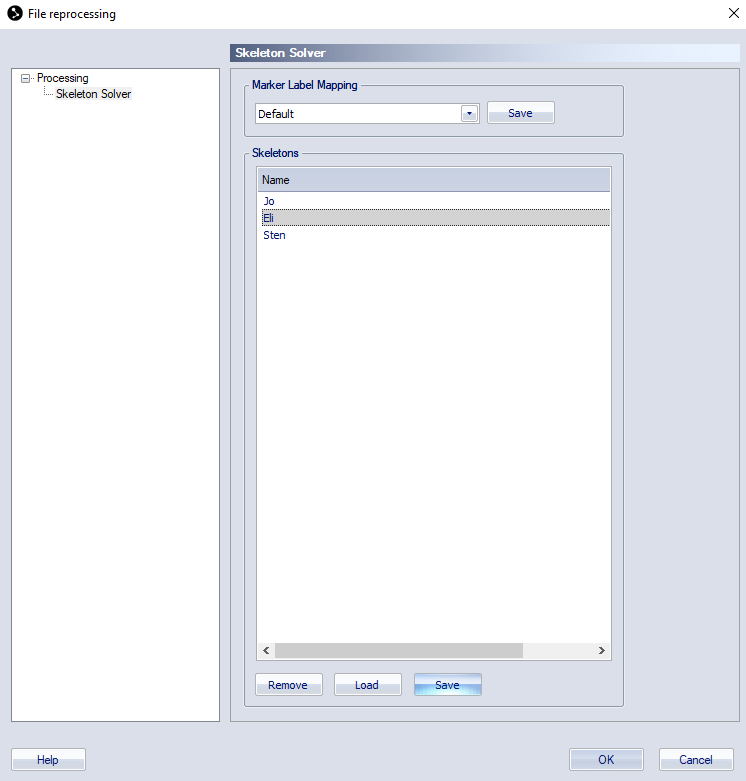 File reprocessing
Skeleton Solver
Processing
Skeleton Solver
Marker Label Mapping
Default
Save
Skeletons
Name
Jo
Eli
Sten
Remove
Load
Save
Help
OK
Cancel